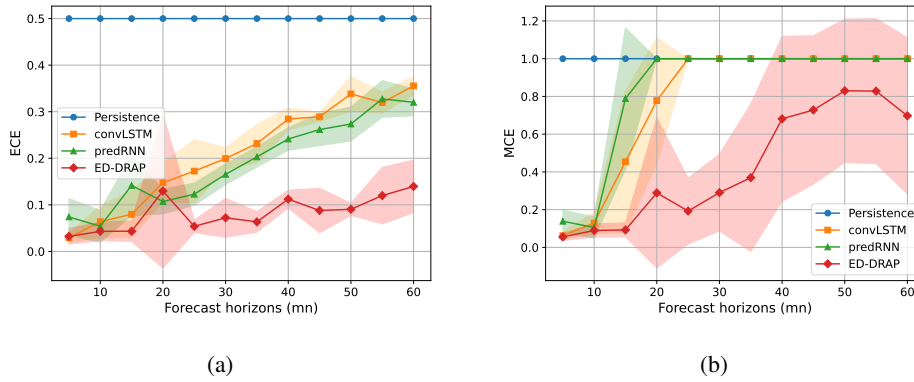 0.5
0.4
0.3
0.2
0.1
0.0
ECE
Persistence
convLSTM
predRNN
ED-DRAP
10 20 30 40 50 60
Forecast horizons (mn)
(a)
1.2
1.0
0.8
0.6
0.4
0.2
0.0
MCE
Persistence
convLSTM
predRNN
ED-DRAP
10 20 30 40 50 60
Forecast horizons (mn)
(b)